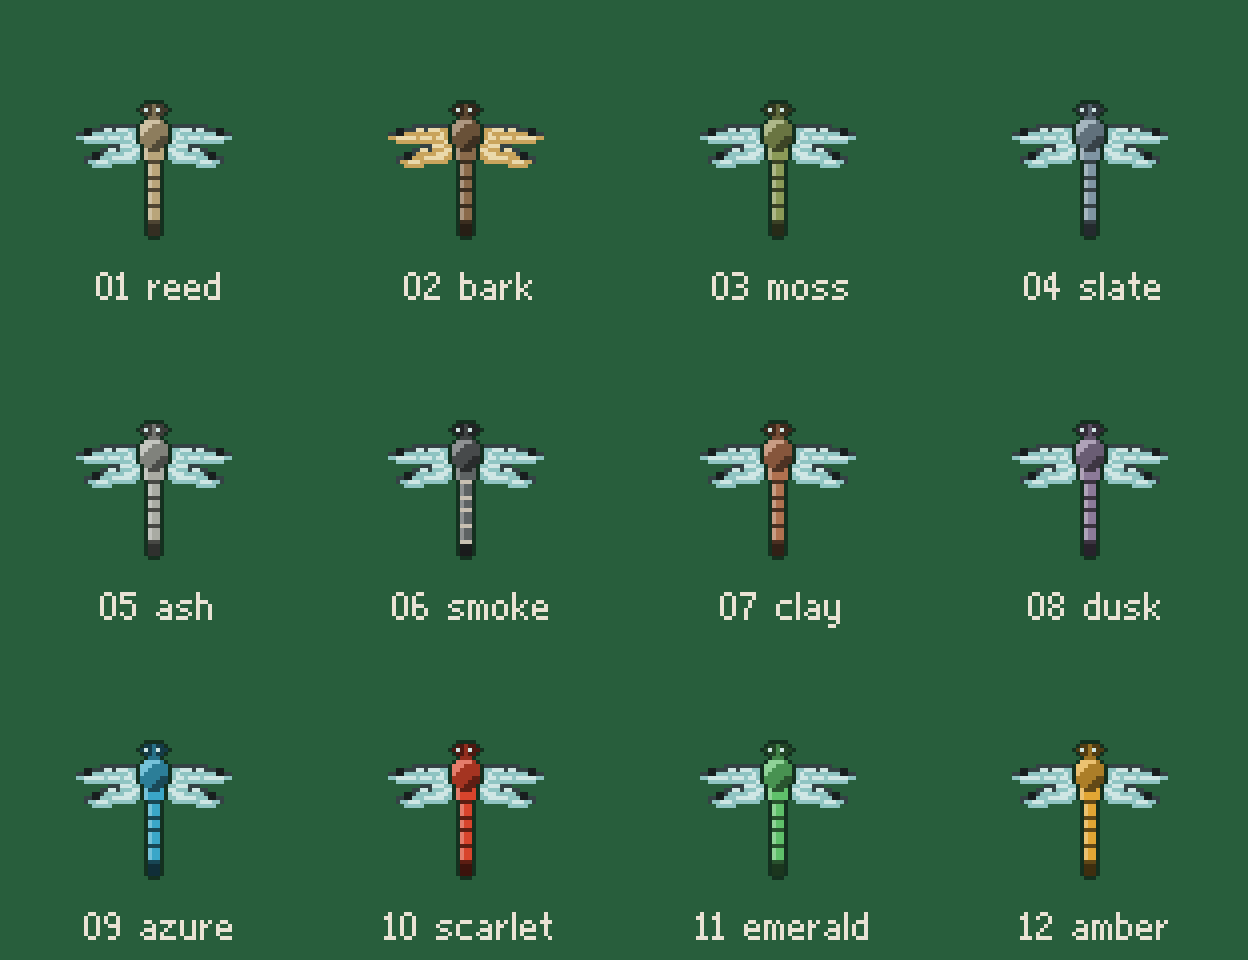 01 reed
02 bark
03 moss
04 slate
05 ash
06 smoke
07 clay
08 dusk
09 azure
10 scarlet
11 emerald
12 amber